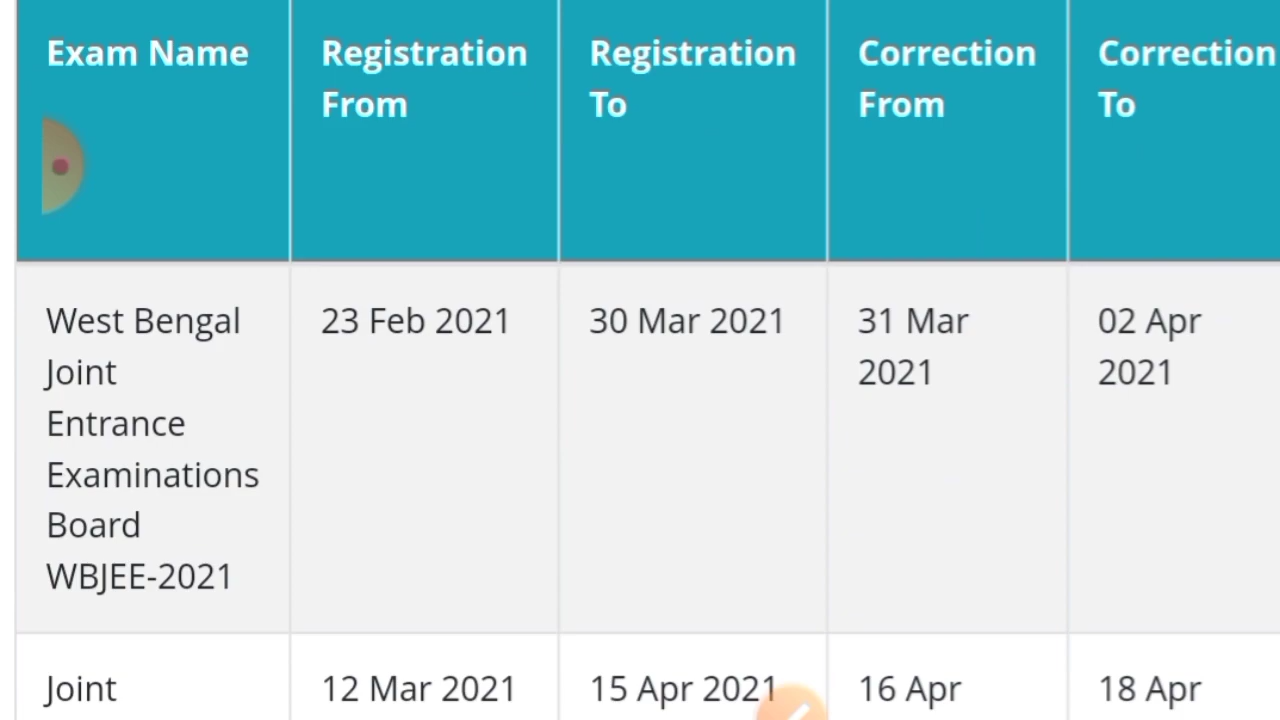 Exam Name
Registration From
Registration To
Correction From
Correction To
West Bengal Joint Entrance Examinations Board WBJEE-2021
23 Feb 2021
30 Mar 2021
31 Mar 2021
02 Apr 2021
Joint
12 Mar 2021
15 Apr 2021
16 Apr
18 Apr